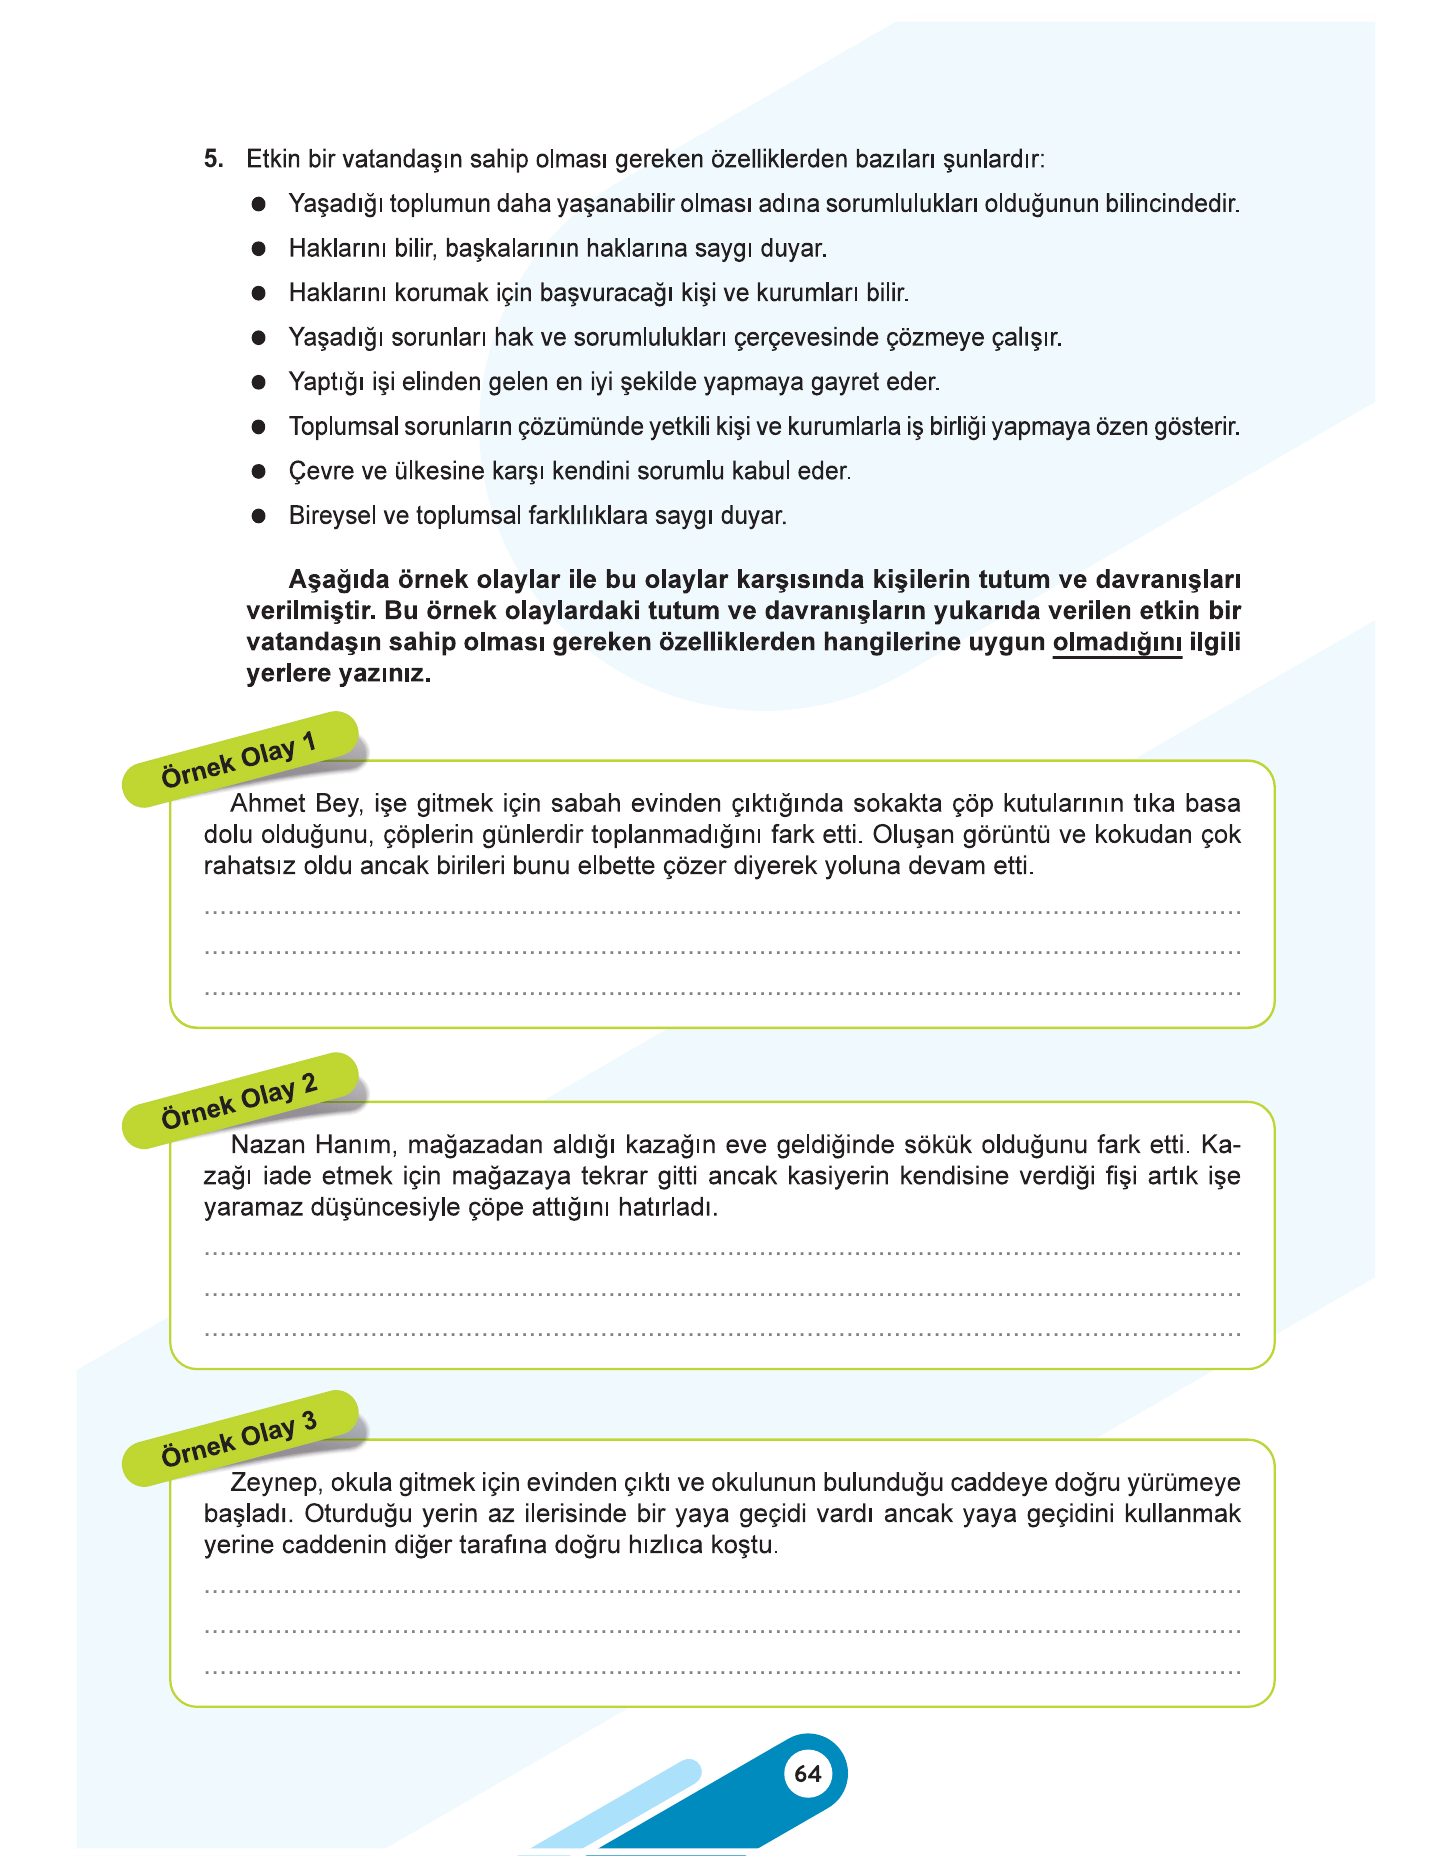 5. Etkin bir vatandaşın sahip olması gereken özelliklerden bazıları şunlardır:
● Yaşadığı toplumun daha yaşanabilir olması adına sorumlulukları olduğunun bilincindedir.
● Haklarını bilir, başkalarının haklarına saygı duyar.
● Haklarını korumak için başvuracağı kişi ve kurumları bilir.
● Yaşadığı sorunları hak ve sorumlulukları çerçevesinde çözmeye çalışır.
● Yaptığı işi elinden gelen en iyi şekilde yapmaya gayret eder.
● Toplumsal sorunların çözümünde yetkili kişi ve kurumlarla iş birliği yapmaya özen gösterir.
● Çevre ve ülkesine karşı kendini sorumlu kabul eder.
● Bireysel ve toplumsal farklılıklara saygı duyar.
Aşağıda örnek olaylar ile bu olaylar karşısında kişilerin tutum ve davranışları
verilmiştir. Bu örnek olaylardaki tutum ve davranışların yukarıda verilen etkin bir
vatandaşın sahip olması gereken özelliklerden hangilerine uygun olmadığını ilgili
yerlere yazınız.
Örnek Olay 1
Ahmet Bey, işe gitmek için sabah evinden çıktığında sokakta çöp kutularının tıka basa
dolu olduğunu, çöplerin günlerdir toplanmadığını fark etti. Oluşan görüntü ve kokudan çok
rahatsız oldu ancak birileri bunu elbette çözer diyerek yoluna devam etti.
Örnek Olay 2
Nazan Hanım, mağazadan aldığı kazağın eve geldiğinde sökük olduğunu fark etti. Ka-
zağı iade etmek için mağazaya tekrar gitti ancak kasiyerin kendisine verdiği fişi artık işe
yaramaz düşüncesiyle çöpe attığını hatırladı.
Örnek Olay 3
Zeynep, okula gitmek için evinden çıktı ve okulunun bulunduğu caddeye doğru yürümeye
başladı. Oturduğu yerin az ilerisinde bir yaya geçidi vardı ancak yaya geçidini kullanmak
yerine caddenin diğer tarafına doğru hızlıca koştu.
64